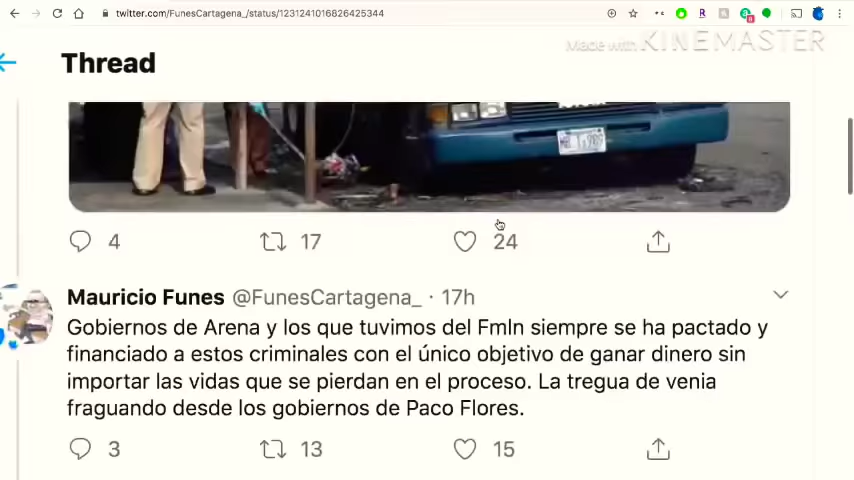 twitter.com/FunesCartagena_/status/1231241016826425344
Made with KINEMASTER
Thread
4 17 24
Mauricio Funes @FunesCartagena_ · 17h
Gobiernos de Arena y los que tuvimos del Fmln siempre se ha pactado y
financiado a estos criminales con el único objetivo de ganar dinero sin
importar las vidas que se pierdan en el proceso. La tregua de venia
fraguando desde los gobiernos de Paco Flores.
3 13 15